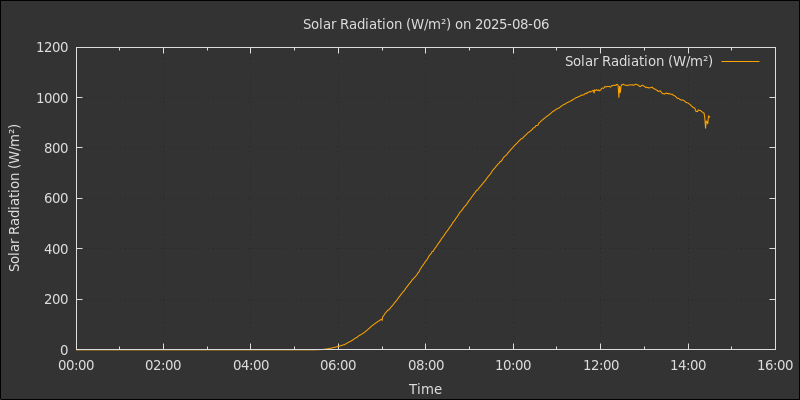 Solar Radiation (W/m²) on 2025-08-06
Solar Radiation (W/m²)
1200
1000
800
600
400
200
0
Solar Radiation (W/m²)
00:00 02:00 04:00 06:00 08:00 10:00 12:00 14:00 16:00
Time